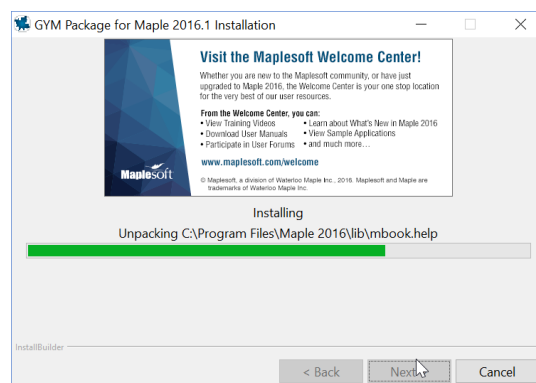 GYM Package for Maple 2016.1 Installation
Visit the Maplesoft Welcome Center!
Whether you are new to the Maplesoft community, or have just
upgraded to Maple 2016, the Welcome Center is your one stop location
for the very best of our user resources.
From the Welcome Center, you can:
• View Training Videos • Learn about What's New in Maple 2016
• Download User Manuals • View Sample Applications
• Participate in User Forums • and much more…
www.maplesoft.com/welcome
Maplesoft
© Maplesoft, a division of Waterloo Maple Inc., 2016. Maplesoft and Maple are
trademarks of Waterloo Maple Inc.
Installing
Unpacking C:\Program Files\Maple 2016\lib\mbook.help
InstallBuilder
< Back Next > Cancel